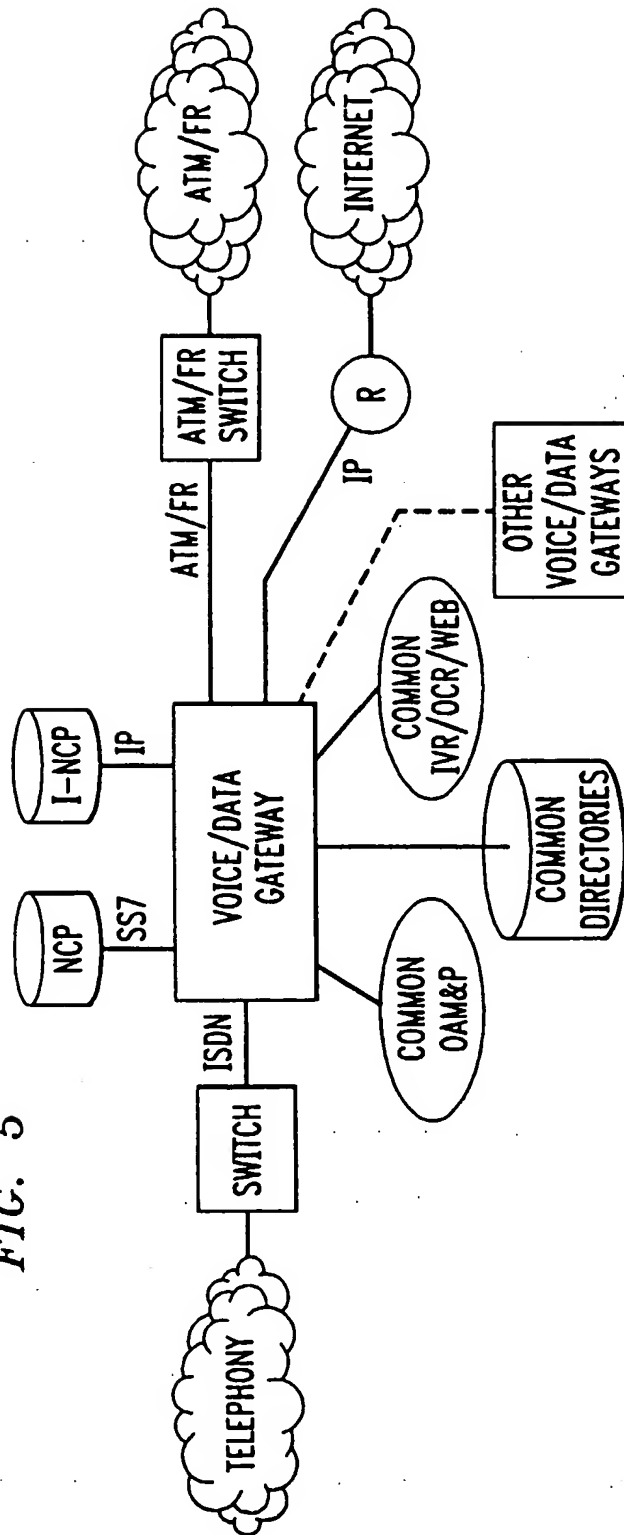 FIG. 5
NCP
I-NCP
SS7
IP
TELEPHONY
SWITCH
ISDN
VOICE/DATA
GATEWAY
ATM/FR
ATM/FR
SWITCH
ATM/FR
IP
R
INTERNET
COMMON
OAM&P
COMMON
DIRECTORIES
COMMON
IVR/OCR/WEB
OTHER
VOICE/DATA
GATEWAYS